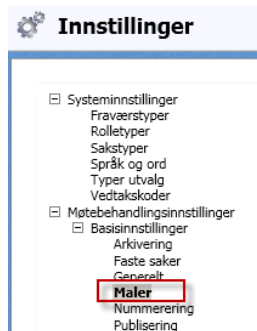 Innstillinger
Systeminnstillinger
Fraværstyper
Rolletyper
Sakstyper
Språk og ord
Typer utvalg
Vedtakskoder
Møtebehandlingsinnstillinger
Basisinnstillinger
Arkivering
Faste saker
Generelt
Maler
Nummerering
Publisering